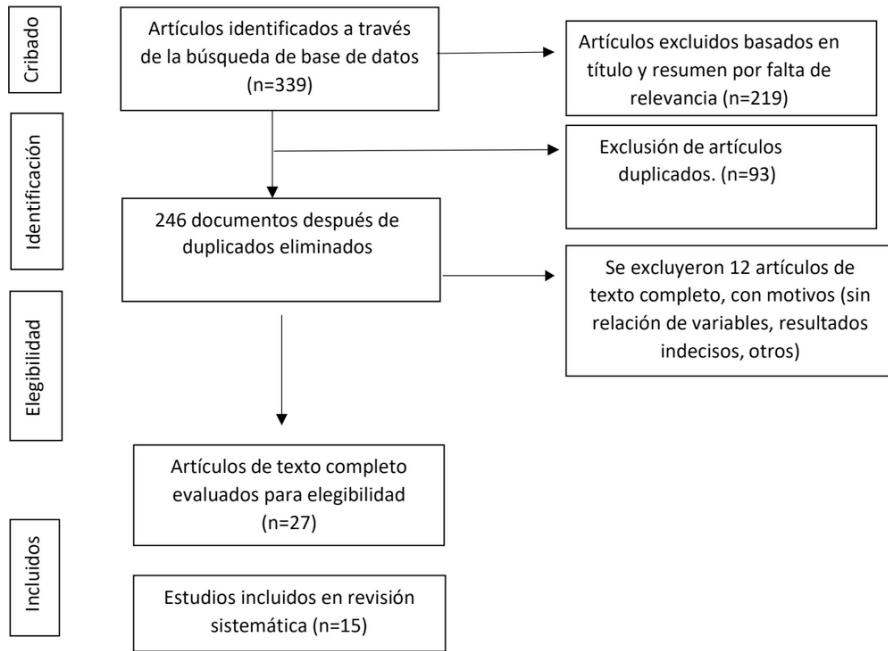 Cribado
Artículos identificados a través
de la búsqueda de base de datos
(n=339)
Artículos excluidos basados en
título y resumen por falta de
relevancia (n=219)
Identificación
Exclusión de artículos
duplicados. (n=93)
246 documentos después de
duplicados eliminados
Se excluyeron 12 artículos de
texto completo, con motivos (sin
relación de variables, resultados
indecisos, otros)
Elegibilidad
Artículos de texto completo
evaluados para elegibilidad
(n=27)
Incluidos
Estudios incluidos en revisión
sistemática (n=15)